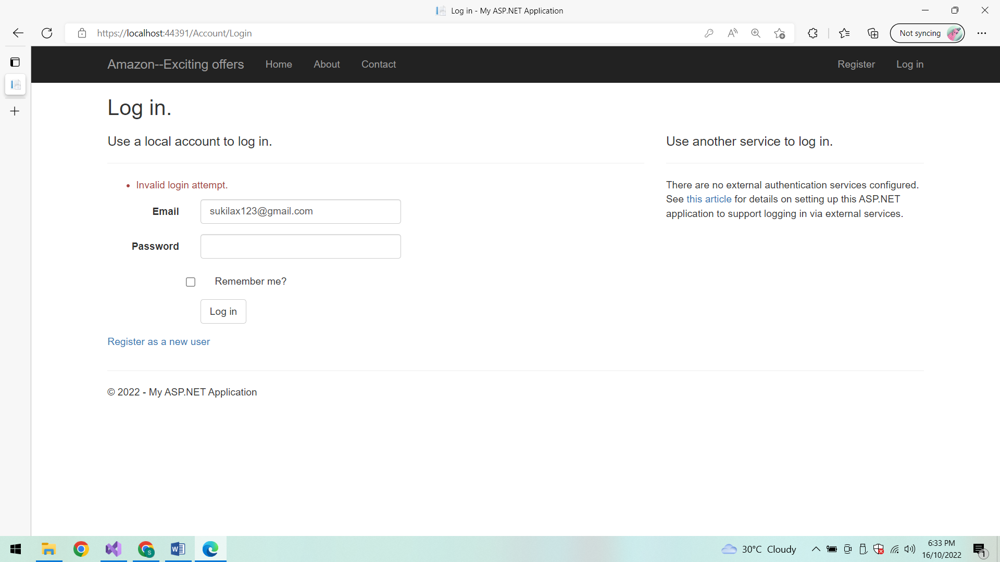 Log in - My ASP.NET Application
https://localhost:44391/Account/Login
Not syncing
Amazon--Exciting offers Home About Contact Register Log in
Log in.
Use a local account to log in.
Invalid login attempt.
Email sukilax123@gmail.com
Password
Remember me?
Log in
Register as a new user
Use another service to log in.
There are no external authentication services configured.
See this article for details on setting up this ASP.NET
application to support logging in via external services.
© 2022 - My ASP.NET Application
S
W
30°C Cloudy
6:33 PM
16/10/2022
1